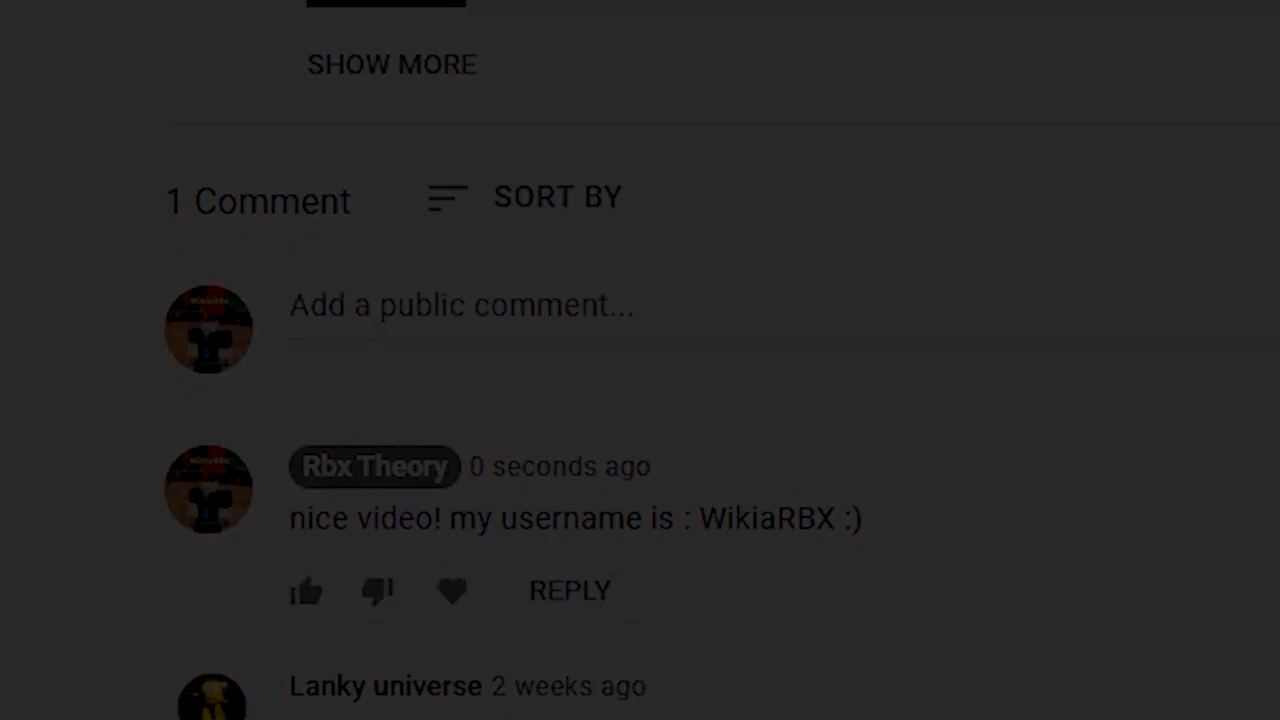 SHOW MORE
1 Comment
SORT BY
Add a public comment...
Rbx Theory 0 seconds ago
nice video! my username is : WikiaRBX :)
REPLY
Lanky universe 2 weeks ago